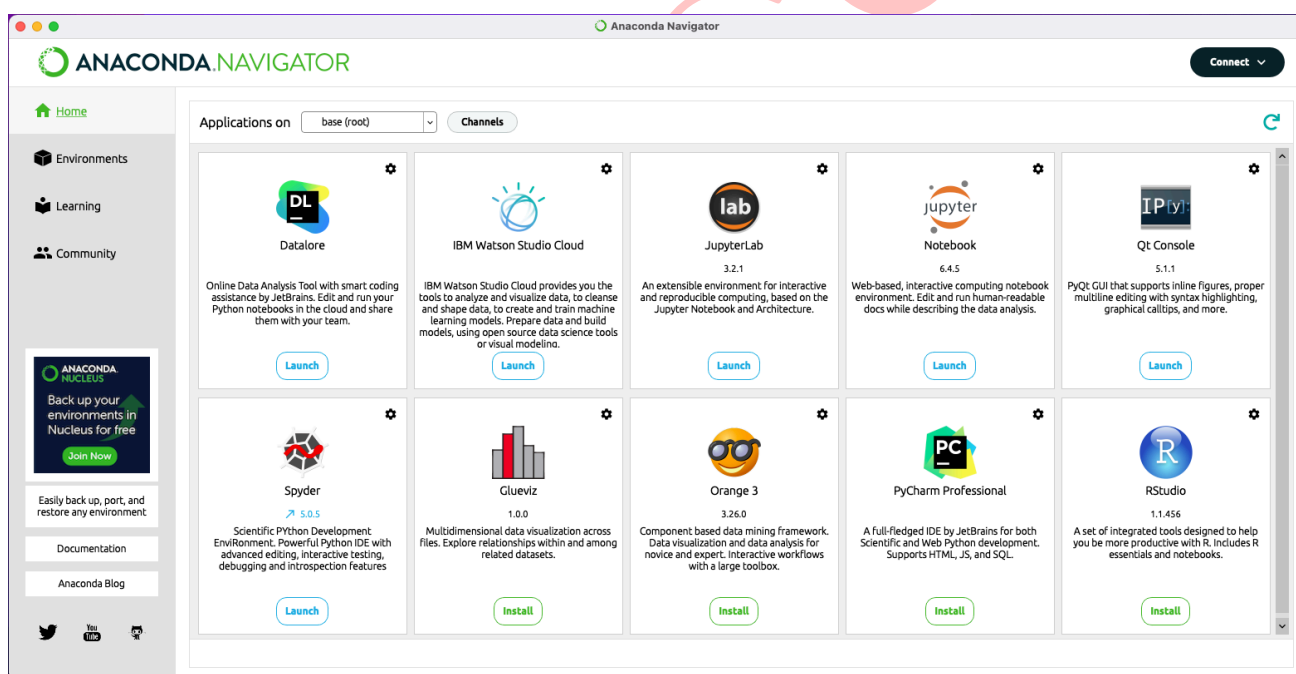 Anaconda Navigator
ANACONDA.NAVIGATOR
Connect
Home
Environments
Learning
Community
ANACONDA.
NUCLEUS
Back up your
environments in
Nucleus for free
Join Now
Easily back up, port, and
restore any environment
Documentation
Anaconda Blog
You
Tube
Applications on
base (root)
Channels
DL
Datalore
Online Data Analysis Tool with smart coding
assistance by JetBrains. Edit and run your
Python notebooks in the cloud and share
them with your team.
Launch
IBM Watson Studio Cloud
IBM Watson Studio Cloud provides you the
tools to analyze and visualize data, to cleanse
and shape data, to create and train machine
learning models. Prepare data and build
models, using open source data science tools
or visual modeling.
Launch
lab
JupyterLab
3.2.1
An extensible environment for interactive
and reproducible computing, based on the
Jupyter Notebook and Architecture.
Launch
jupyter
Notebook
6.4.5
Web-based, interactive computing notebook
environment. Edit and run human-readable
docs while describing the data analysis.
Launch
IP[y]:
Qt Console
5.1.1
PyQt GUI that supports inline figures, proper
multiline editing with syntax highlighting,
graphical calltips, and more.
Launch
Spyder
5.0.5
Scientific PYthon Development
EnviRonment. Powerful Python IDE with
advanced editing, interactive testing,
debugging and introspection features
Launch
Glueviz
1.0.0
Multidimensional data visualization across
files. Explore relationships within and among
related datasets.
Install
Orange 3
3.26.0
Component based data mining framework.
Data visualization and data analysis for
novice and expert. Interactive workflows
with a large toolbox.
Install
PC
PyCharm Professional
A full-fledged IDE by JetBrains for both
Scientific and Web Python development.
Supports HTML, JS, and SQL.
Install
R
RStudio
1.1.456
A set of integrated tools designed to help
you be more productive with R. Includes R
essentials and notebooks.
Install